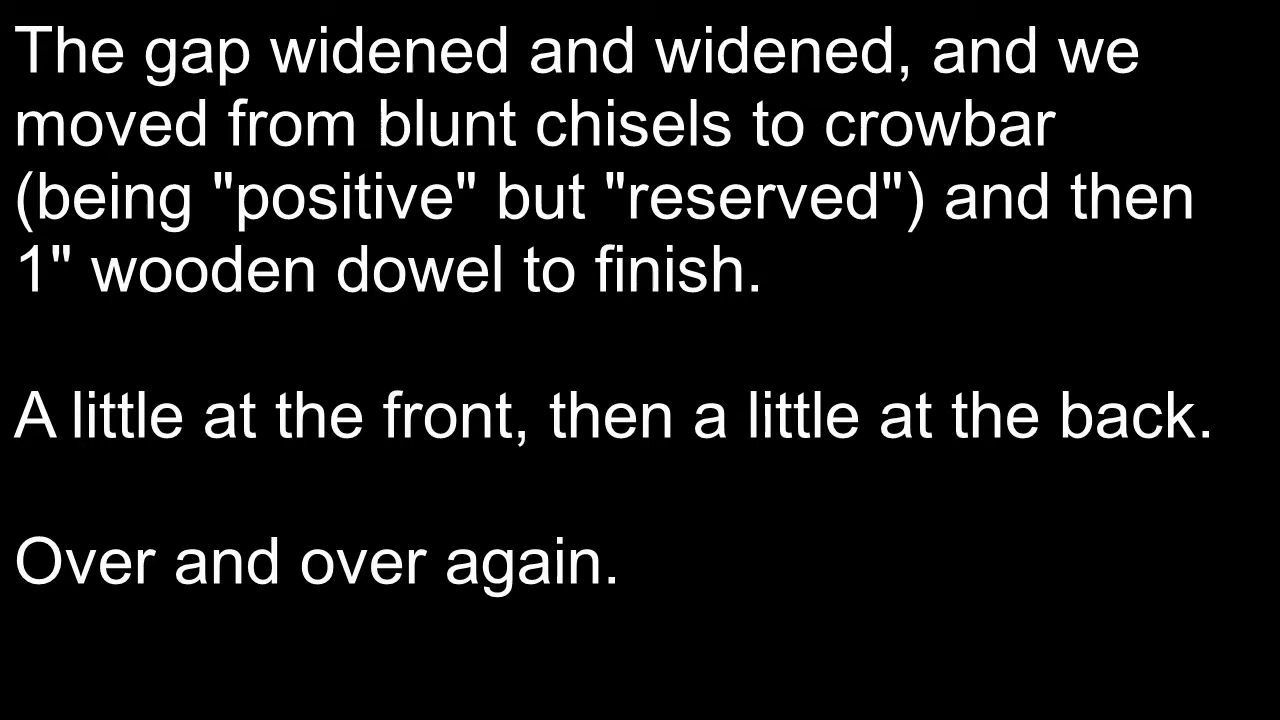 The gap widened and widened, and we
moved from blunt chisels to crowbar
(being "positive" but "reserved") and then
1" wooden dowel to finish.
A little at the front, then a little at the back.
Over and over again.